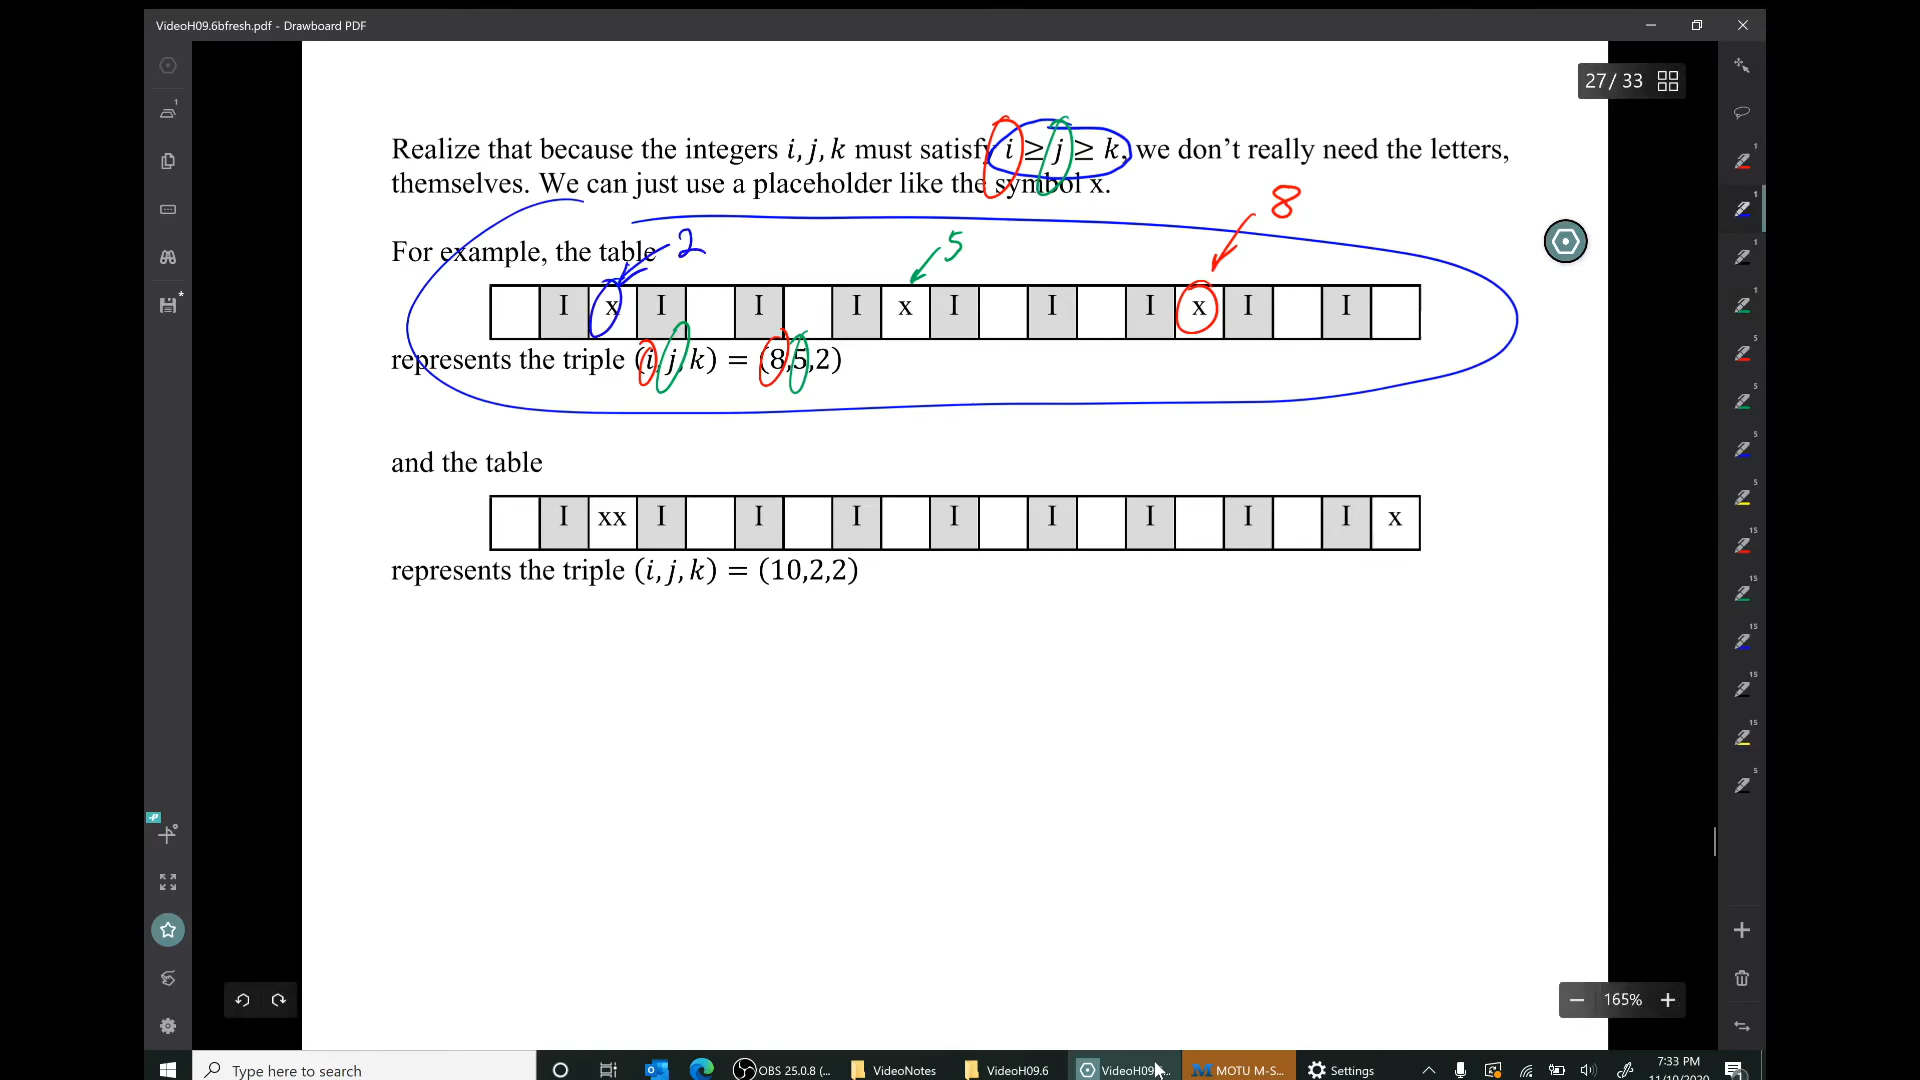 VideoH09.6bfresh.pdf - Drawboard PDF
27/ 33
Realize that because the integers i, j, k must satisfy i ≥ j ≥ k, we don’t really need the letters,
themselves. We can just use a placeholder like the symbol x.
8
For example, the table
2
5
I x I I I x I I I x I I
represents the triple (i, j, k) = (8,5,2)
and the table
I xx I I I I I I I I x
represents the triple (i, j, k) = (10,2,2)
165%
Type here to search
OBS 25.0.8 (...
VideoNotes
VideoH09.6
VideoH09....
MOTU M-S...
Settings
7:33 PM
11/10/2020